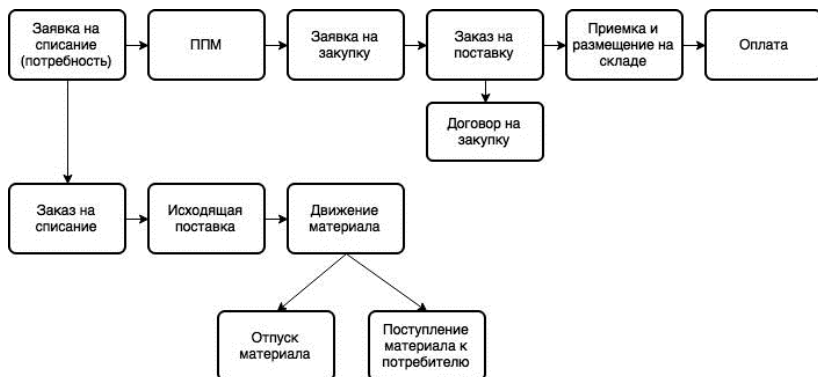 Заявка на
списание
(потребность)
ППМ
Заявка на
закупку
Заказ на
поставку
Приемка и
размещение на
складе
Оплата
Договор на
закупку
Заказ на
списание
Исходящая
поставка
Движение
материала
Отпуск
материала
Поступление
материала к
потребителю